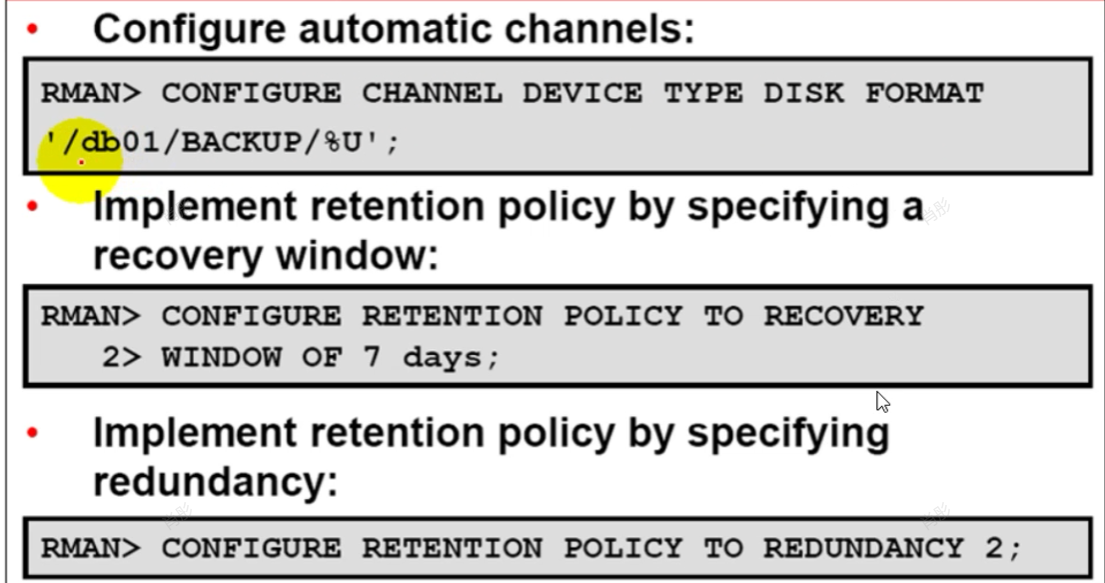 • Configure automatic channels:
RMAN> CONFIGURE CHANNEL DEVICE TYPE DISK FORMAT
'/db01/BACKUP/%U';
• Implement retention policy by specifying a
recovery window:
RMAN> CONFIGURE RETENTION POLICY TO RECOVERY
2> WINDOW OF 7 days;
• Implement retention policy by specifying
redundancy:
RMAN> CONFIGURE RETENTION POLICY TO REDUNDANCY 2;